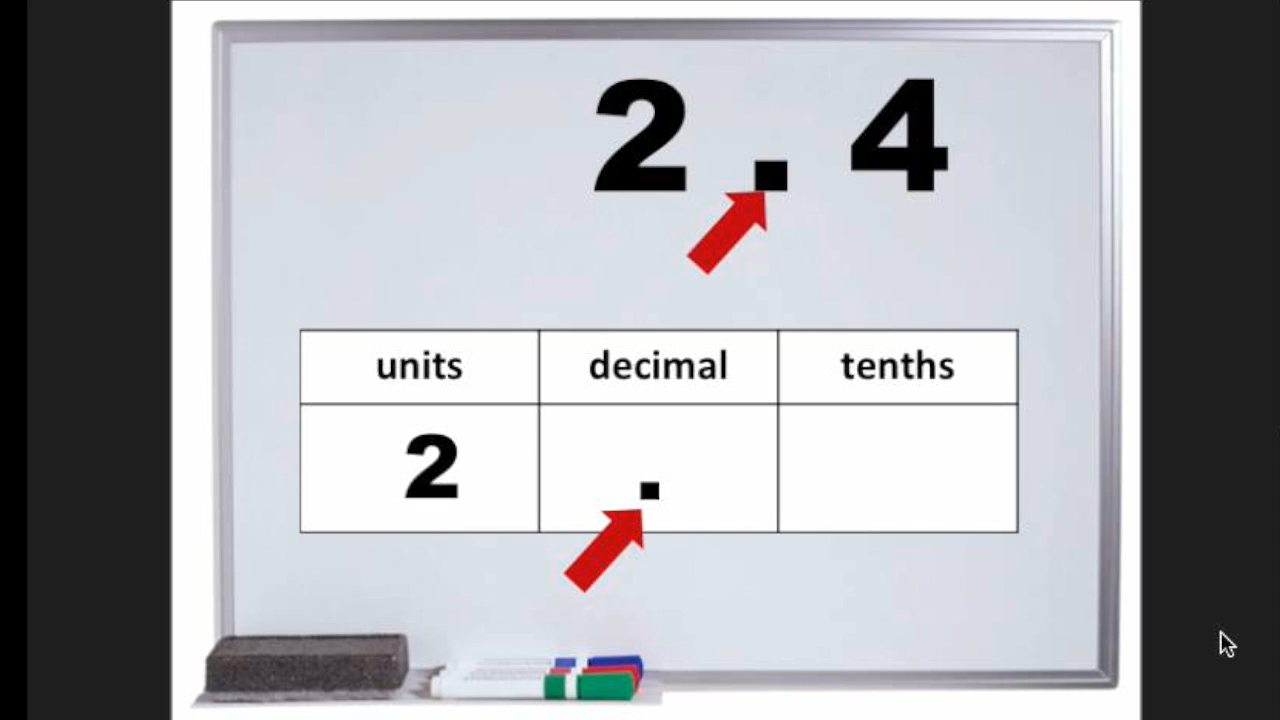 2 . 4
units decimal tenths
2 .